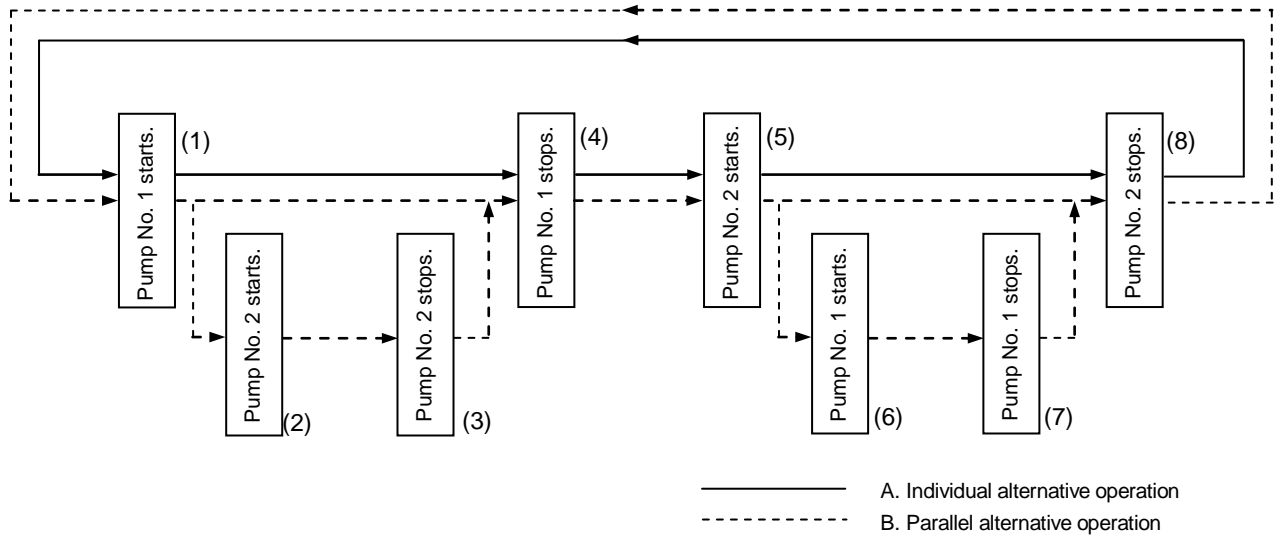 Pump No. 1 starts.
(1)
Pump No. 2 starts.
(2)
Pump No. 2 stops.
(3)
Pump No. 1 stops.
(4)
Pump No. 2 starts.
(5)
Pump No. 1 starts.
(6)
Pump No. 1 stops.
(7)
Pump No. 2 stops.
(8)
A. Individual alternative operation
B. Parallel alternative operation